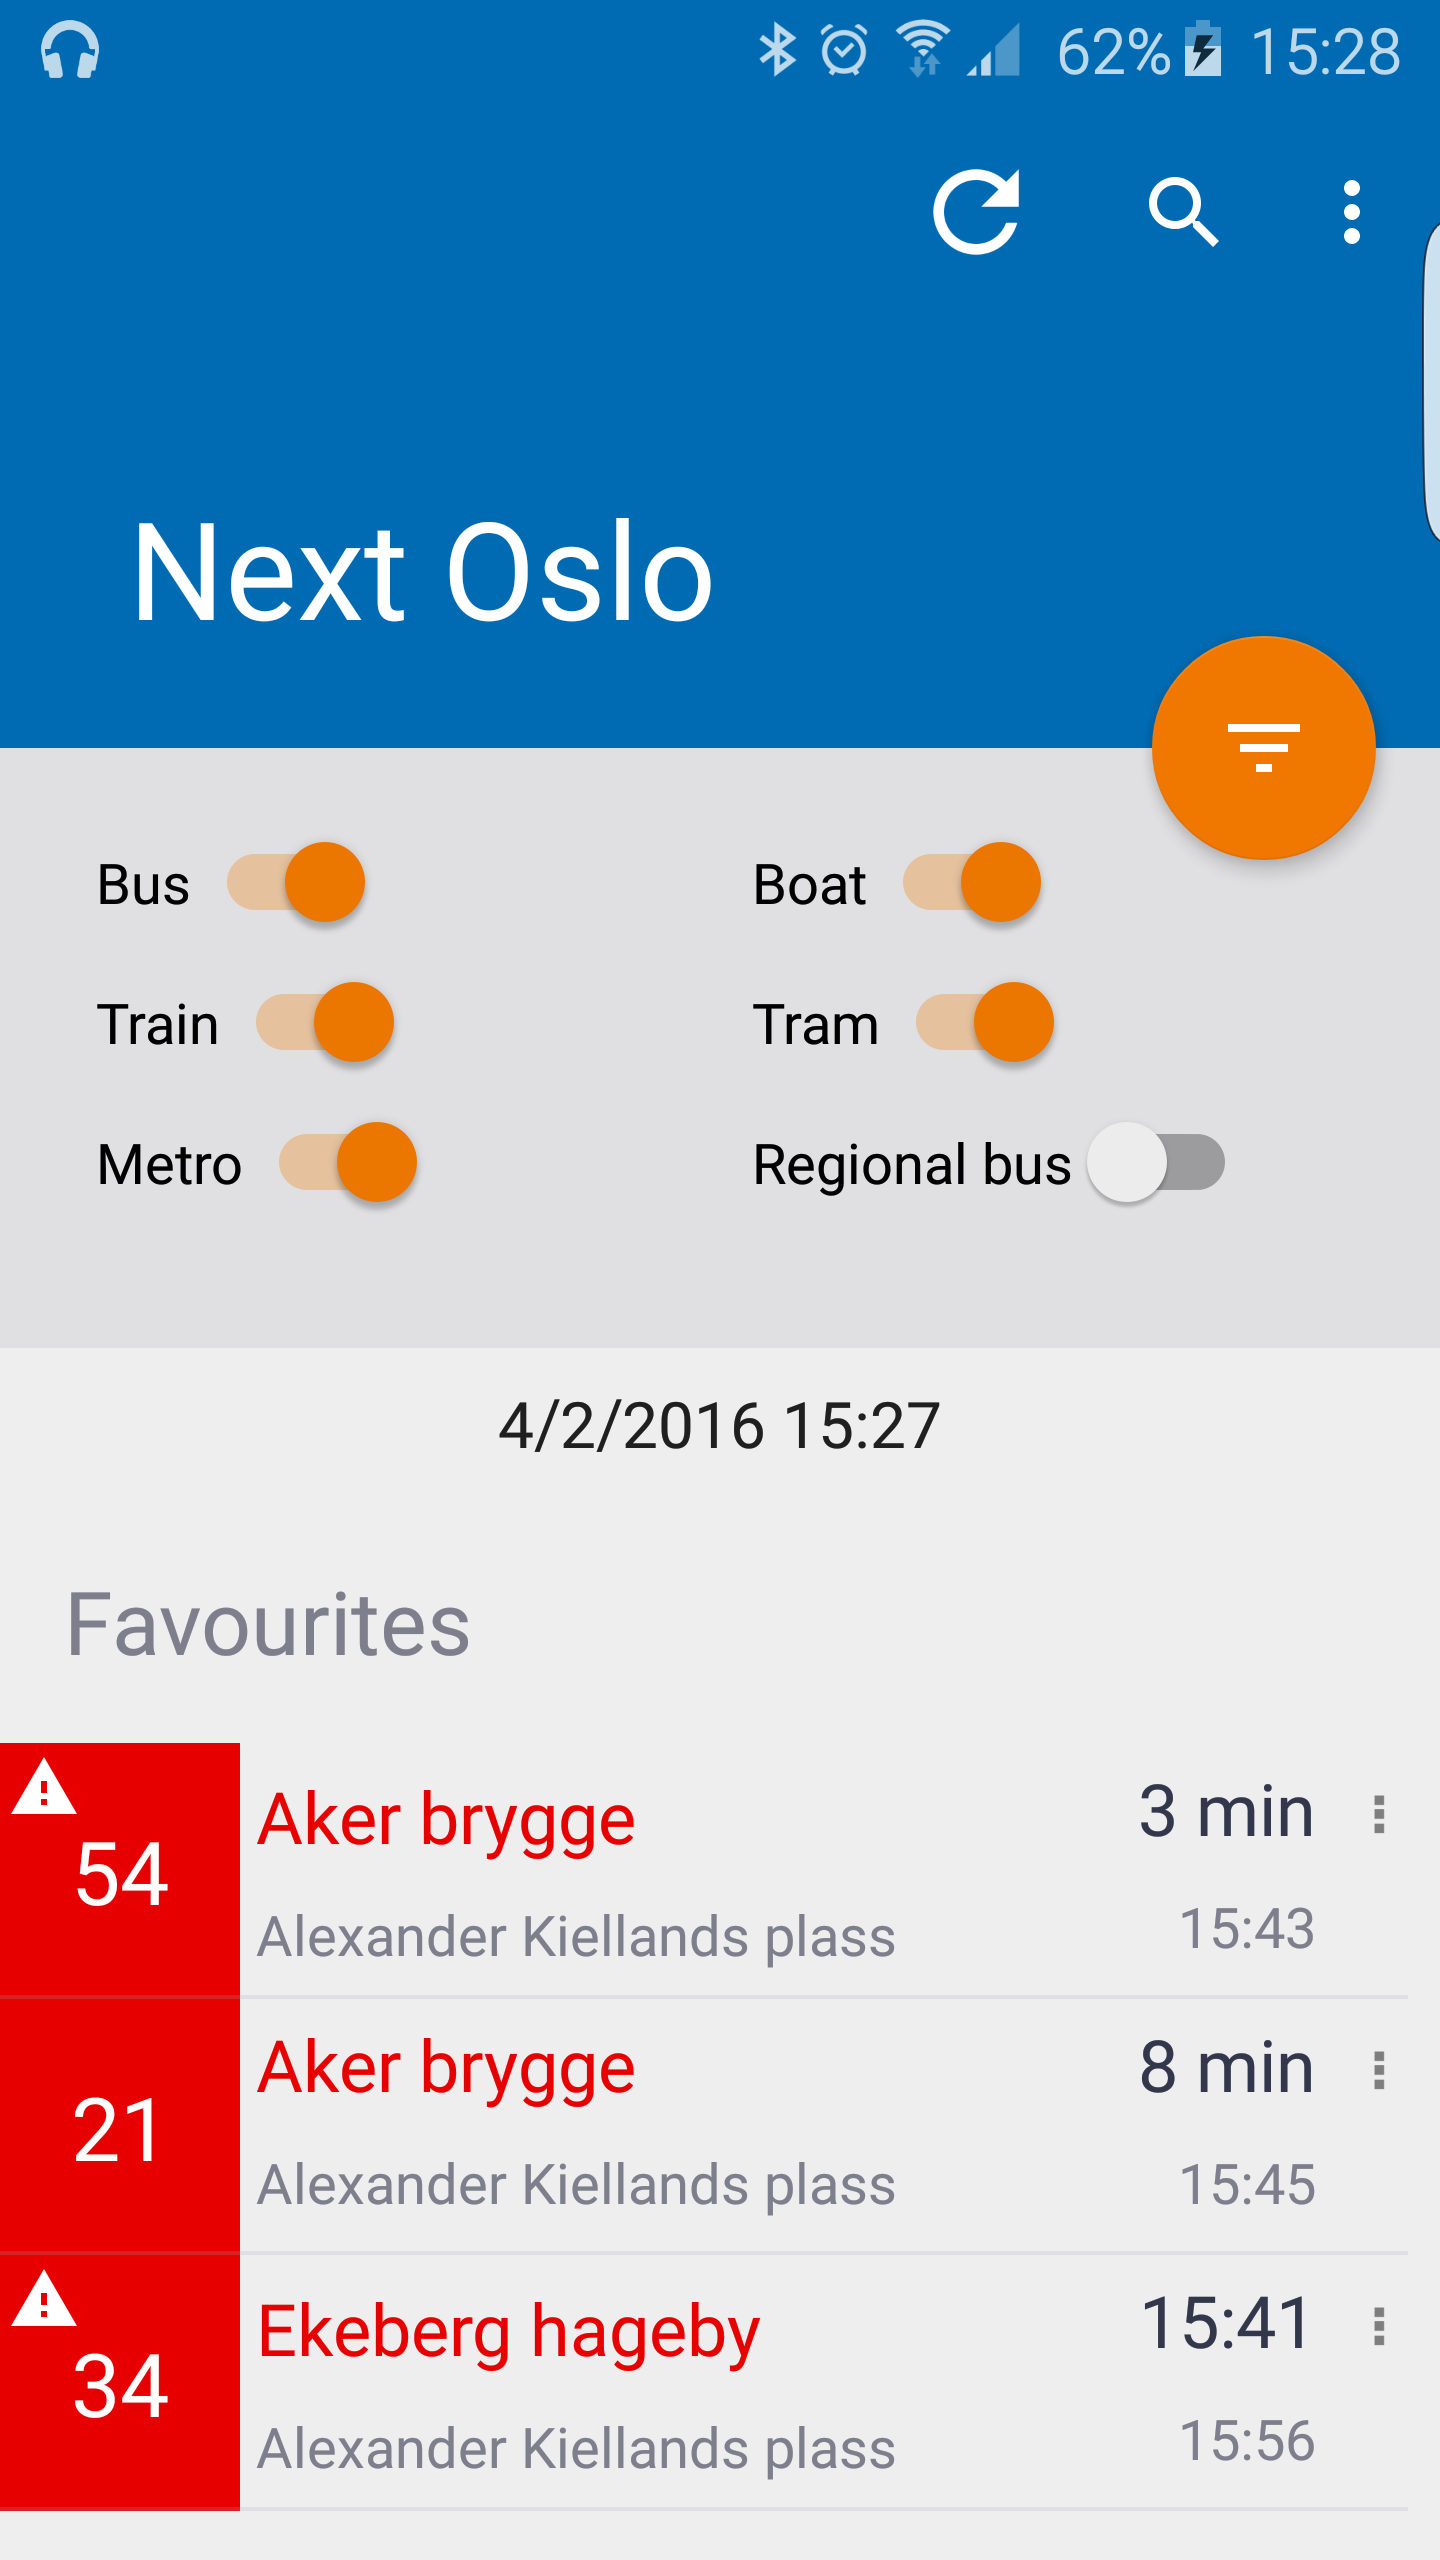 62% 15:28
Next Oslo
Bus Boat
Train Tram
Metro Regional bus
4/2/2016 15:27
Favourites
54 Aker brygge 3 min
Alexander Kiellands plass 15:43
21 Aker brygge 8 min
Alexander Kiellands plass 15:45
34 Ekeberg hageby 15:41
Alexander Kiellands plass 15:56